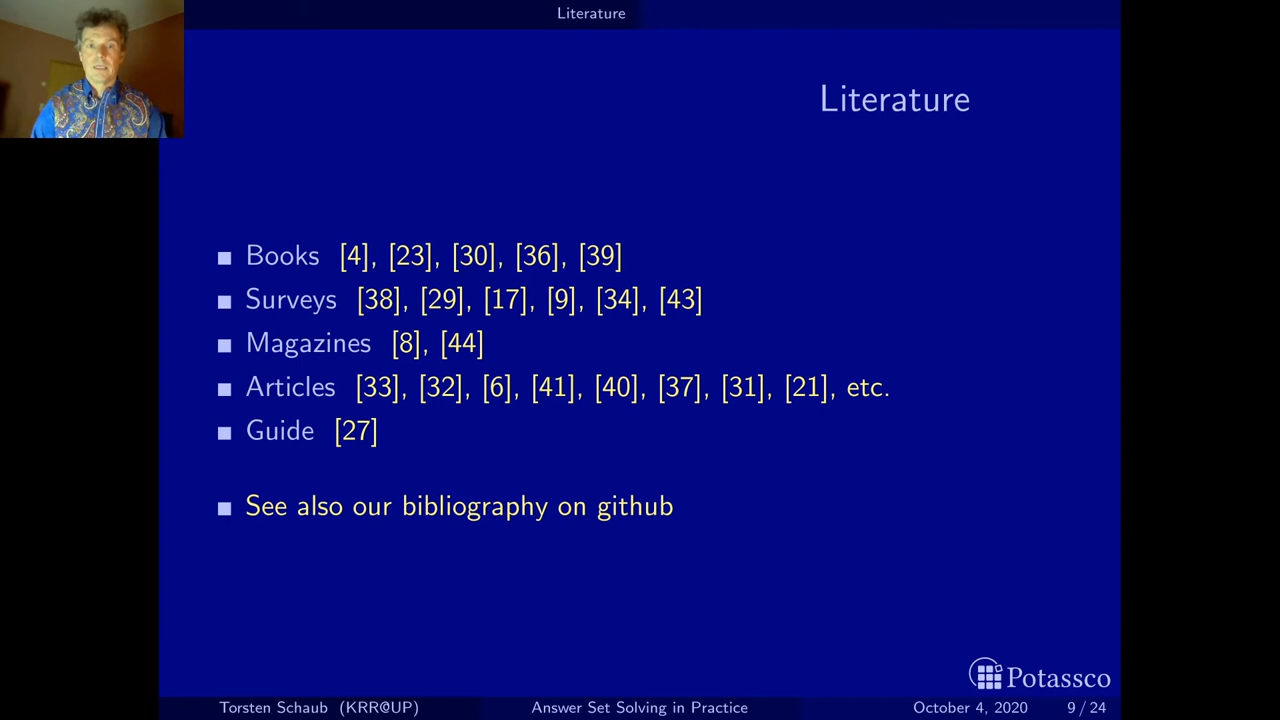 Literature
Literature
Books [4], [23], [30], [36], [39]
Surveys [38], [29], [17], [9], [34], [43]
Magazines [8], [44]
Articles [33], [32], [6], [41], [40], [37], [31], [21], etc.
Guide [27]
See also our bibliography on github
Potassco
Torsten Schaub (KRR@UP) Answer Set Solving in Practice October 4, 2020 9 / 24